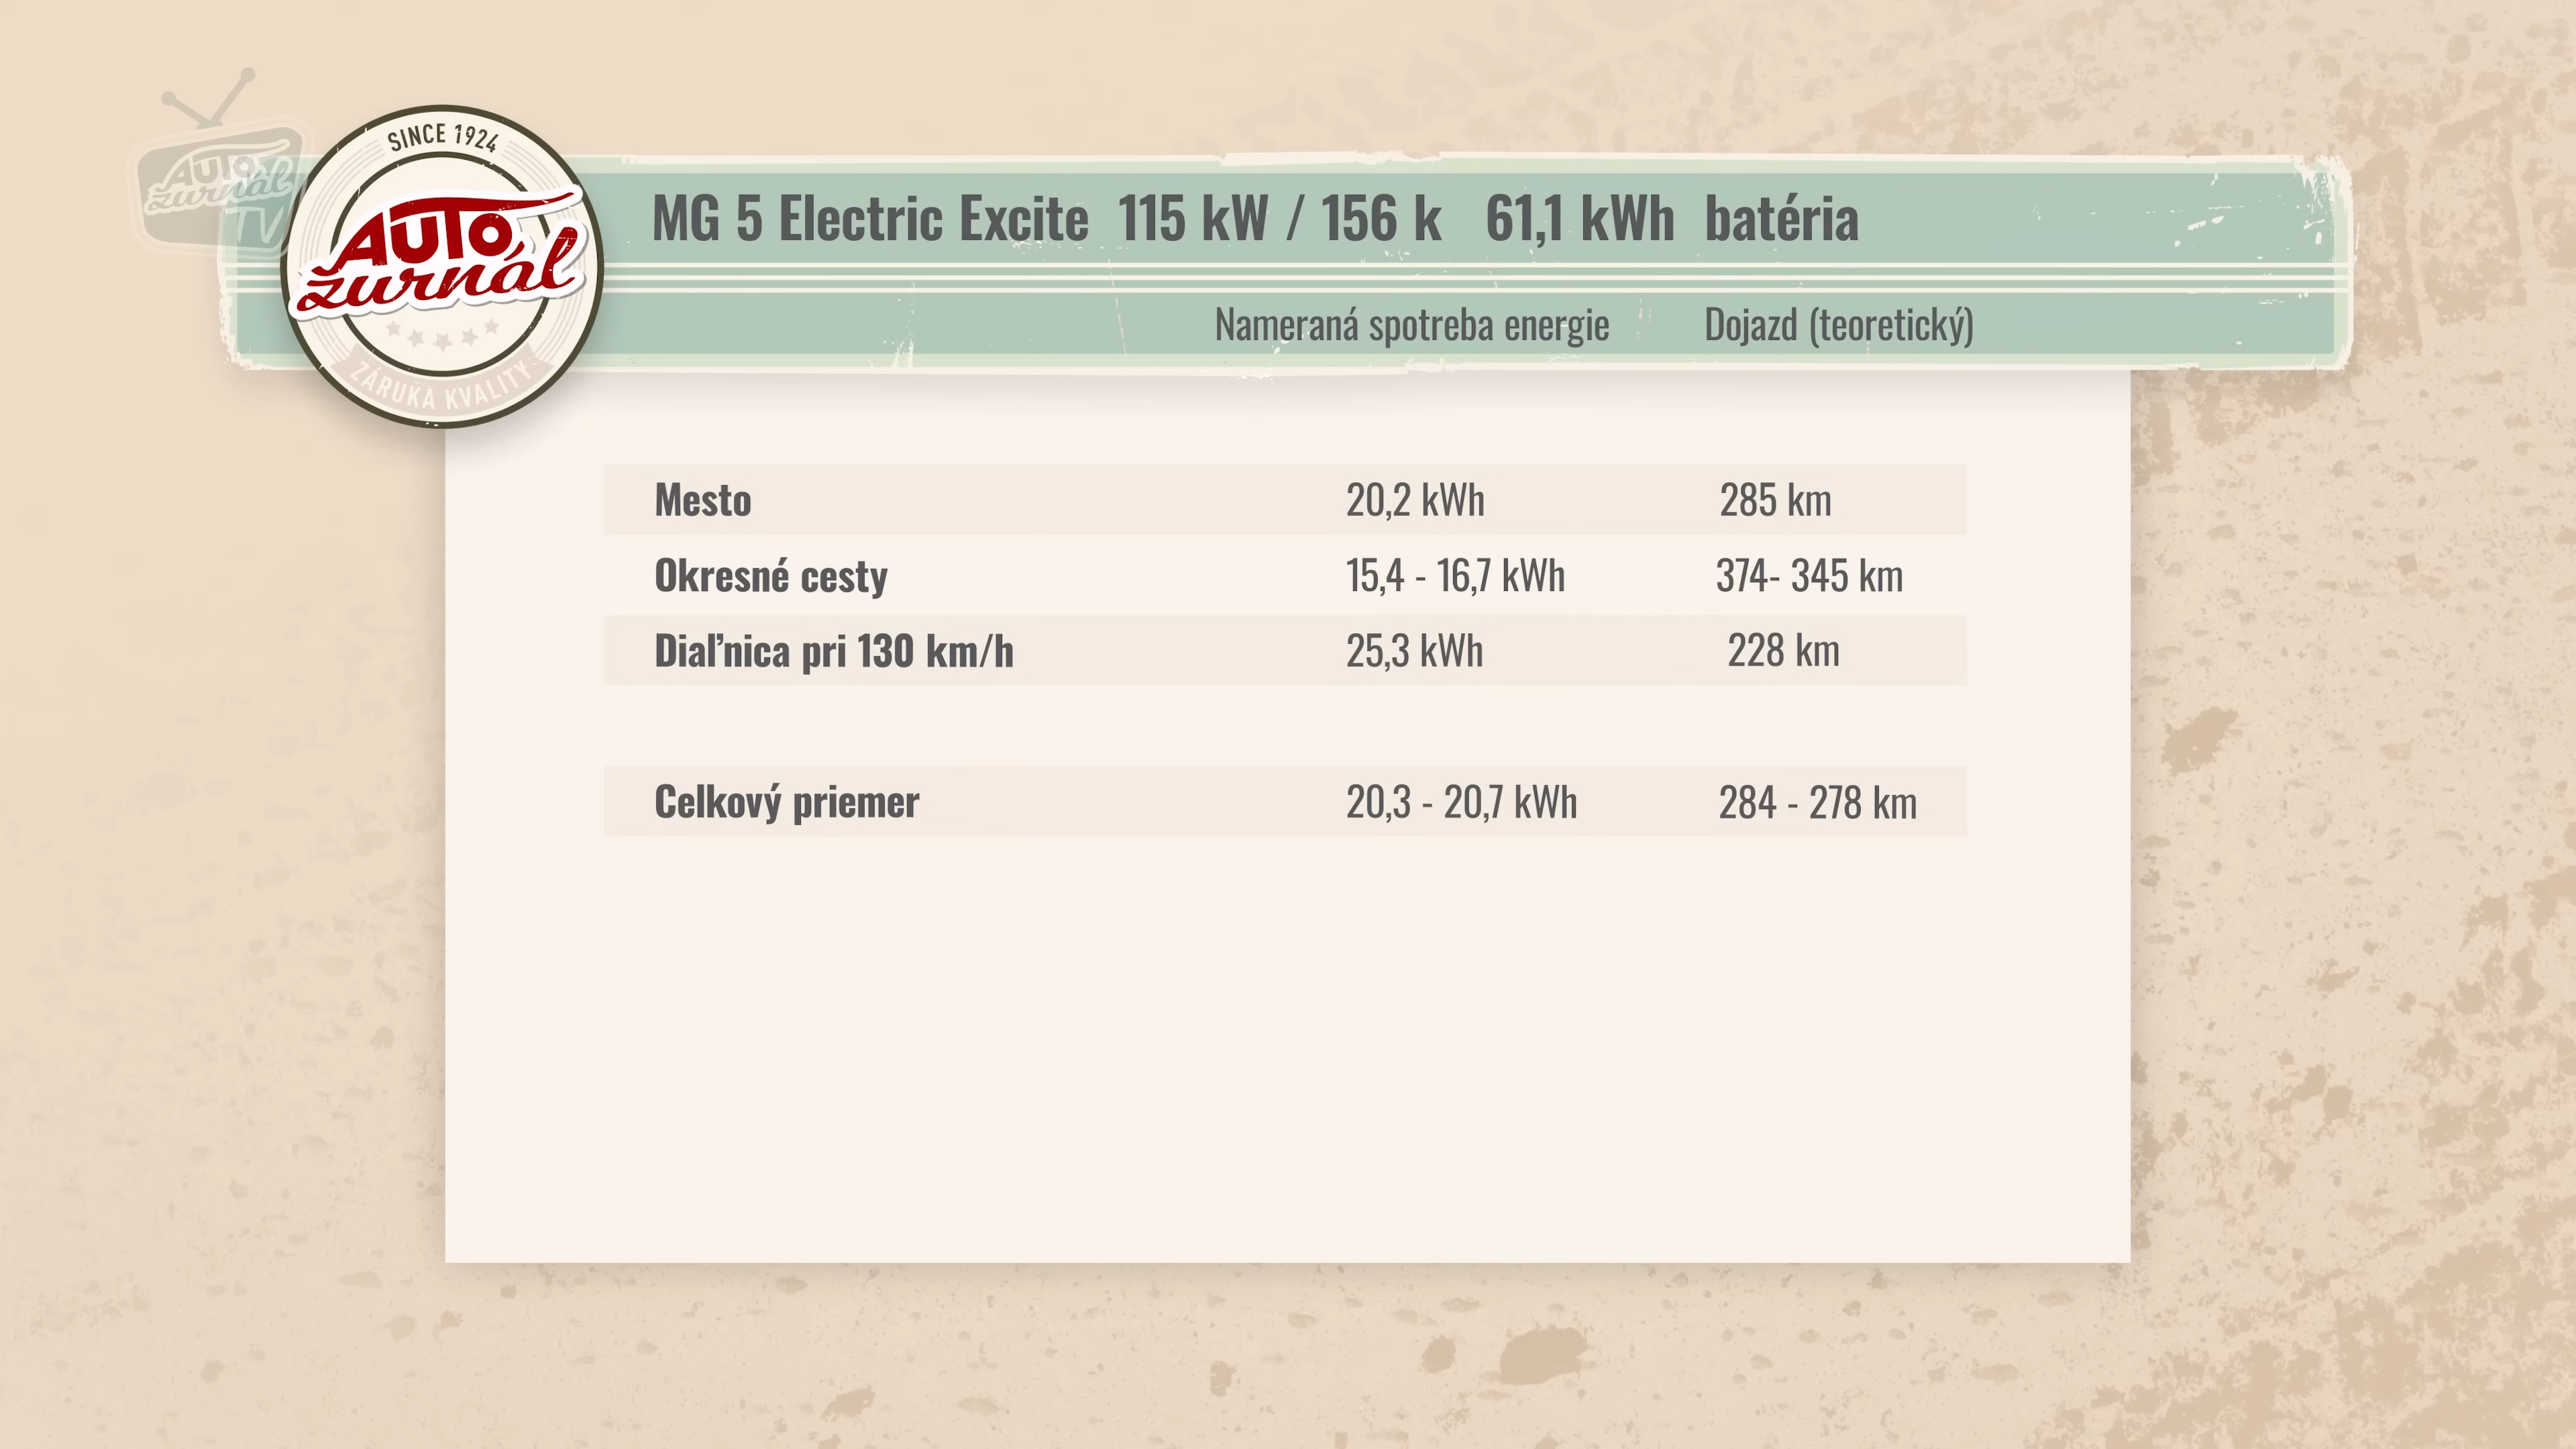 SINCE 1924
AUTO
žurnál
ZÁRUKA KVALITY
AUTO
žurnál
TV
MG 5 Electric Excite 115 kW / 156 k 61,1 kWh batéria
Nameraná spotreba energie Dojazd (teoretický)
Mesto 20,2 kWh 285 km
Okresné cesty 15,4 - 16,7 kWh 374- 345 km
Diaľnica pri 130 km/h 25,3 kWh 228 km
Celkový priemer 20,3 - 20,7 kWh 284 - 278 km